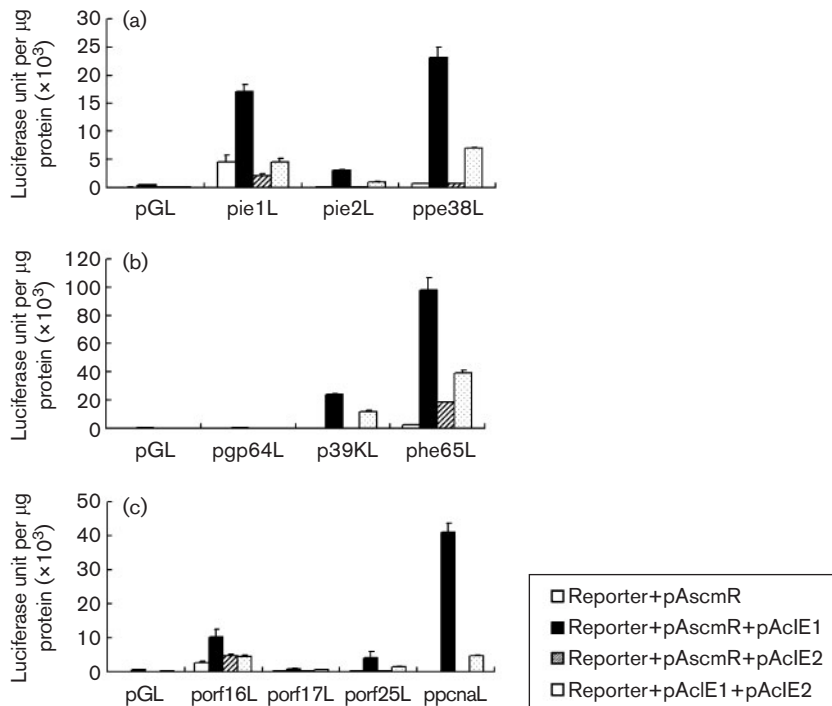 (a)
Luciferase unit per µg
protein (×10³)
30
25
20
15
10
5
0
pGL pie1L pie2L ppe38L
(b)
Luciferase unit per µg
protein (×10³)
120
100
80
60
40
20
0
pGL pgp64L p39KL phe65L
(c)
Luciferase unit per µg
protein (×10³)
50
40
30
20
10
0
pGL porf16L porf17L porf25L ppcnaL
Reporter+pAscmR
Reporter+pAscmR+pAcIE1
Reporter+pAscmR+pAcIE2
Reporter+pAcIE1+pAcIE2